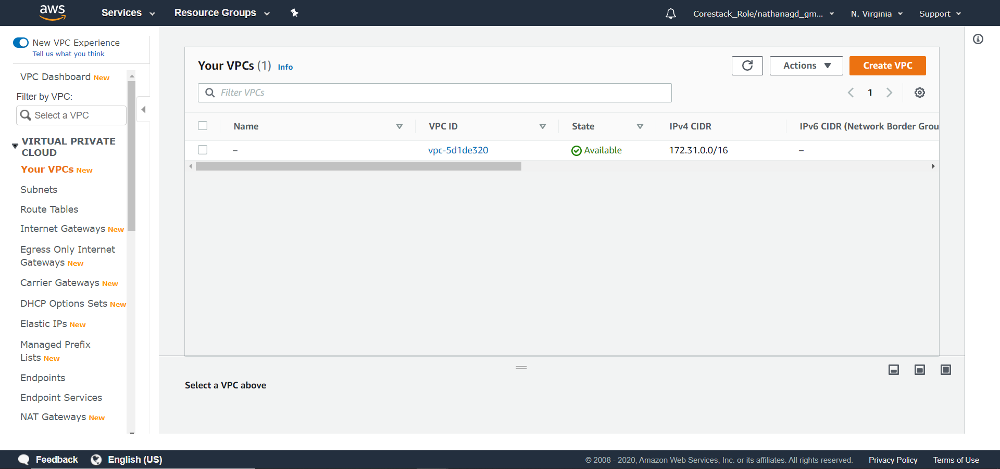 aws
Services
Resource Groups
Corestack_Role/nathanagd_gm...
N. Virginia
Support
New VPC Experience
Tell us what you think
VPC Dashboard New
Filter by VPC:
Select a VPC
VIRTUAL PRIVATE
CLOUD
Your VPCs New
Subnets
Route Tables
Internet Gateways New
Egress Only Internet
Gateways New
Carrier Gateways New
DHCP Options Sets New
Elastic IPs New
Managed Prefix
Lists New
Endpoints
Endpoint Services
NAT Gateways New
Your VPCs (1) Info
Actions
Create VPC
Filter VPCs
1
Name
VPC ID
State
IPv4 CIDR
IPv6 CIDR (Network Border Grou
–
vpc-5d1de320
Available
172.31.0.0/16
–
Select a VPC above
Feedback
English (US)
© 2008 - 2020, Amazon Web Services, Inc. or its affiliates. All rights reserved.
Privacy Policy
Terms of Use